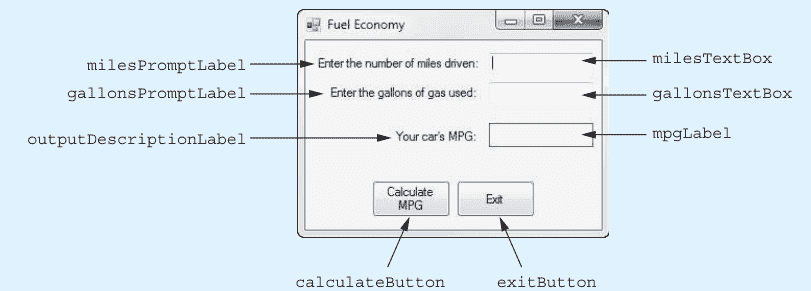 Fuel Economy
milesPromptLabel
Enter the number of miles driven:
milesTextBox
gallonsPromptLabel
Enter the gallons of gas used:
gallonsTextBox
outputDescriptionLabel
Your car's MPG:
mpgLabel
Calculate
MPG
Exit
calculateButton
exitButton